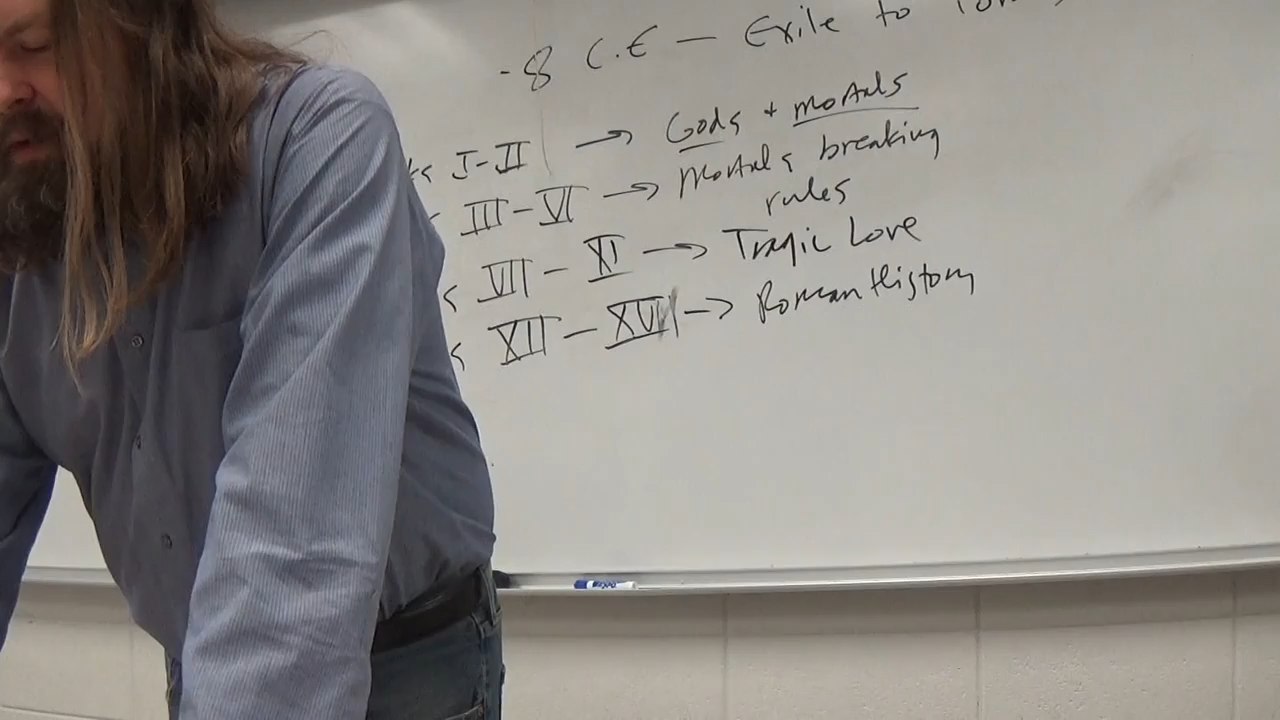 -8 C.E — Exile to
I-II → Gods + mortals
III-VI → Mortals breaking
rules
VII - XI → Tragic Love
XII - XV → Roman History